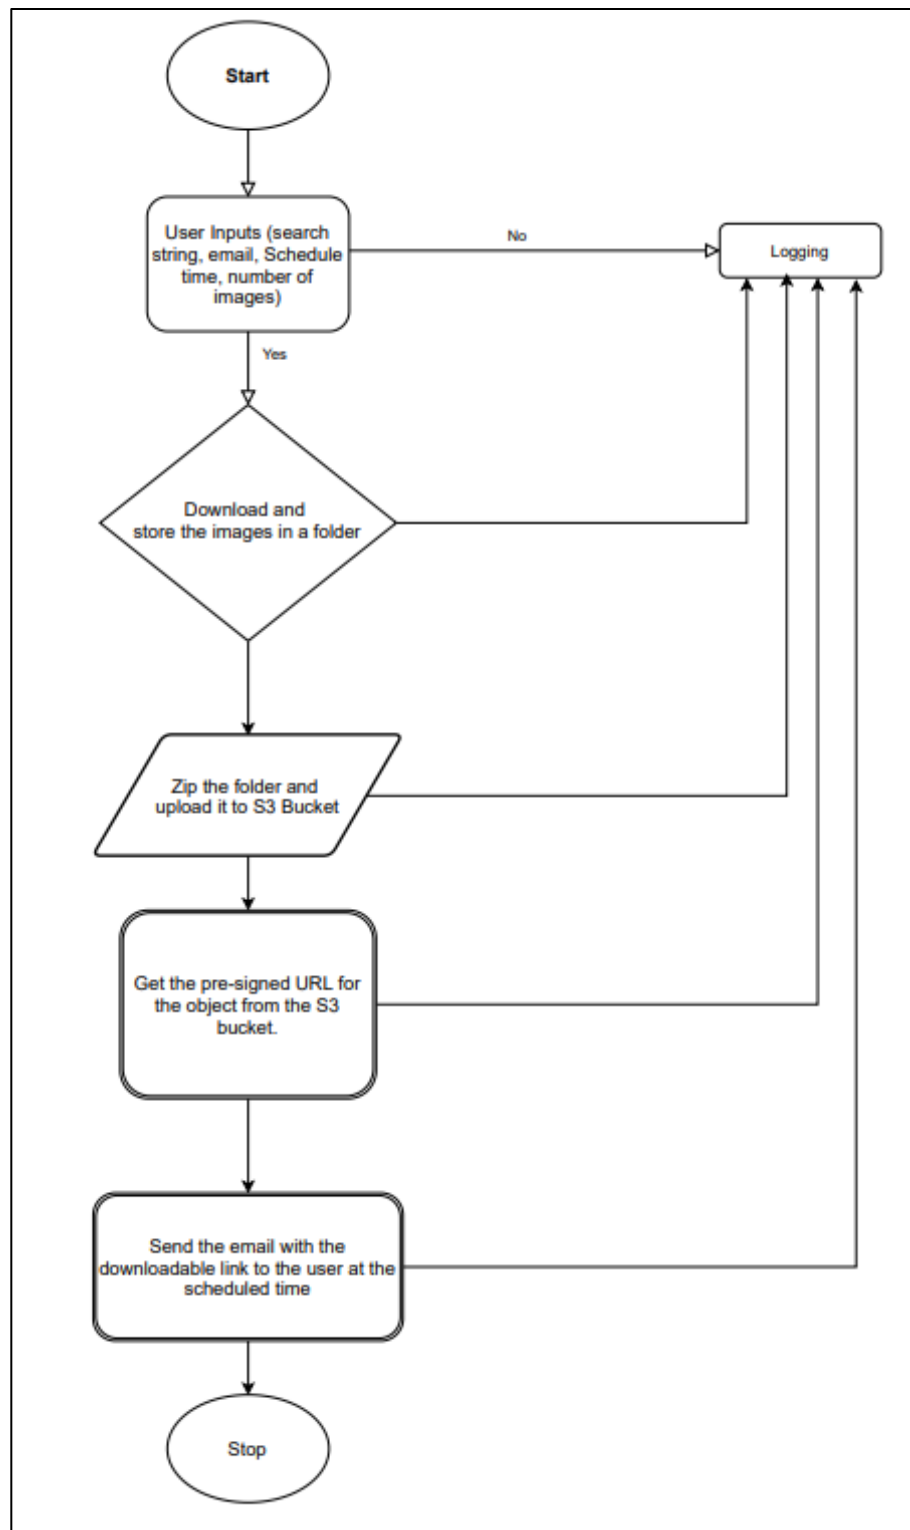 Start
User Inputs (search
string, email, Schedule
time, number of
images)
No
Logging
Yes
Download and
store the images in a folder
Zip the folder and
upload it to S3 Bucket
Get the pre-signed URL for
the object from the S3
bucket.
Send the email with the
downloadable link to the user at the
scheduled time
Stop